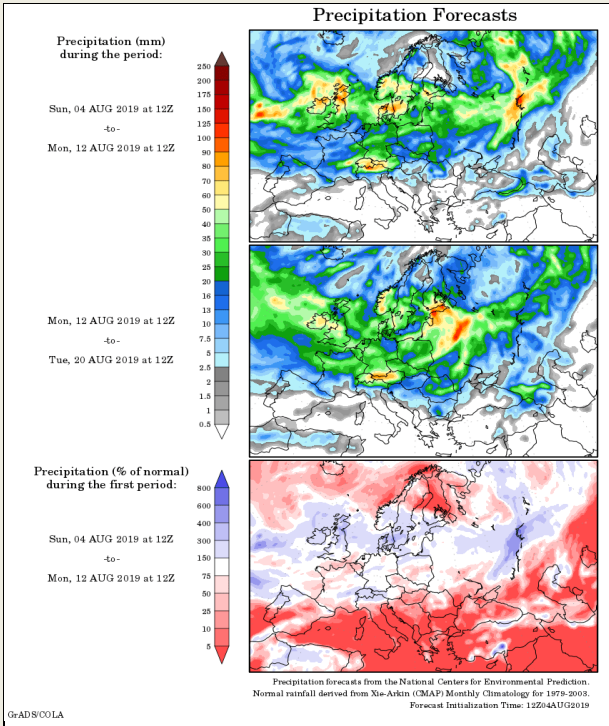 Precipitation Forecasts
Precipitation (mm)
during the period:
Sun, 04 AUG 2019 at 12Z
-to-
Mon, 12 AUG 2019 at 12Z
250
200
175
150
125
100
90
80
70
60
50
40
35
30
25
20
16
13
10
7.5
5
2.5
2
1.5
1
0.5
Mon, 12 AUG 2019 at 12Z
-to-
Tue, 20 AUG 2019 at 12Z
Precipitation (% of normal)
during the first period:
Sun, 04 AUG 2019 at 12Z
-to-
Mon, 12 AUG 2019 at 12Z
800
600
400
300
150
75
50
25
10
5
Precipitation forecasts from the National Centers for Environmental Prediction.
Normal rainfall derived from Xie-Arkin (CMAP) Monthly Climatology for 1979-2003.
Forecast Initialization Time: 12Z04AUG2019
GrADS/COLA